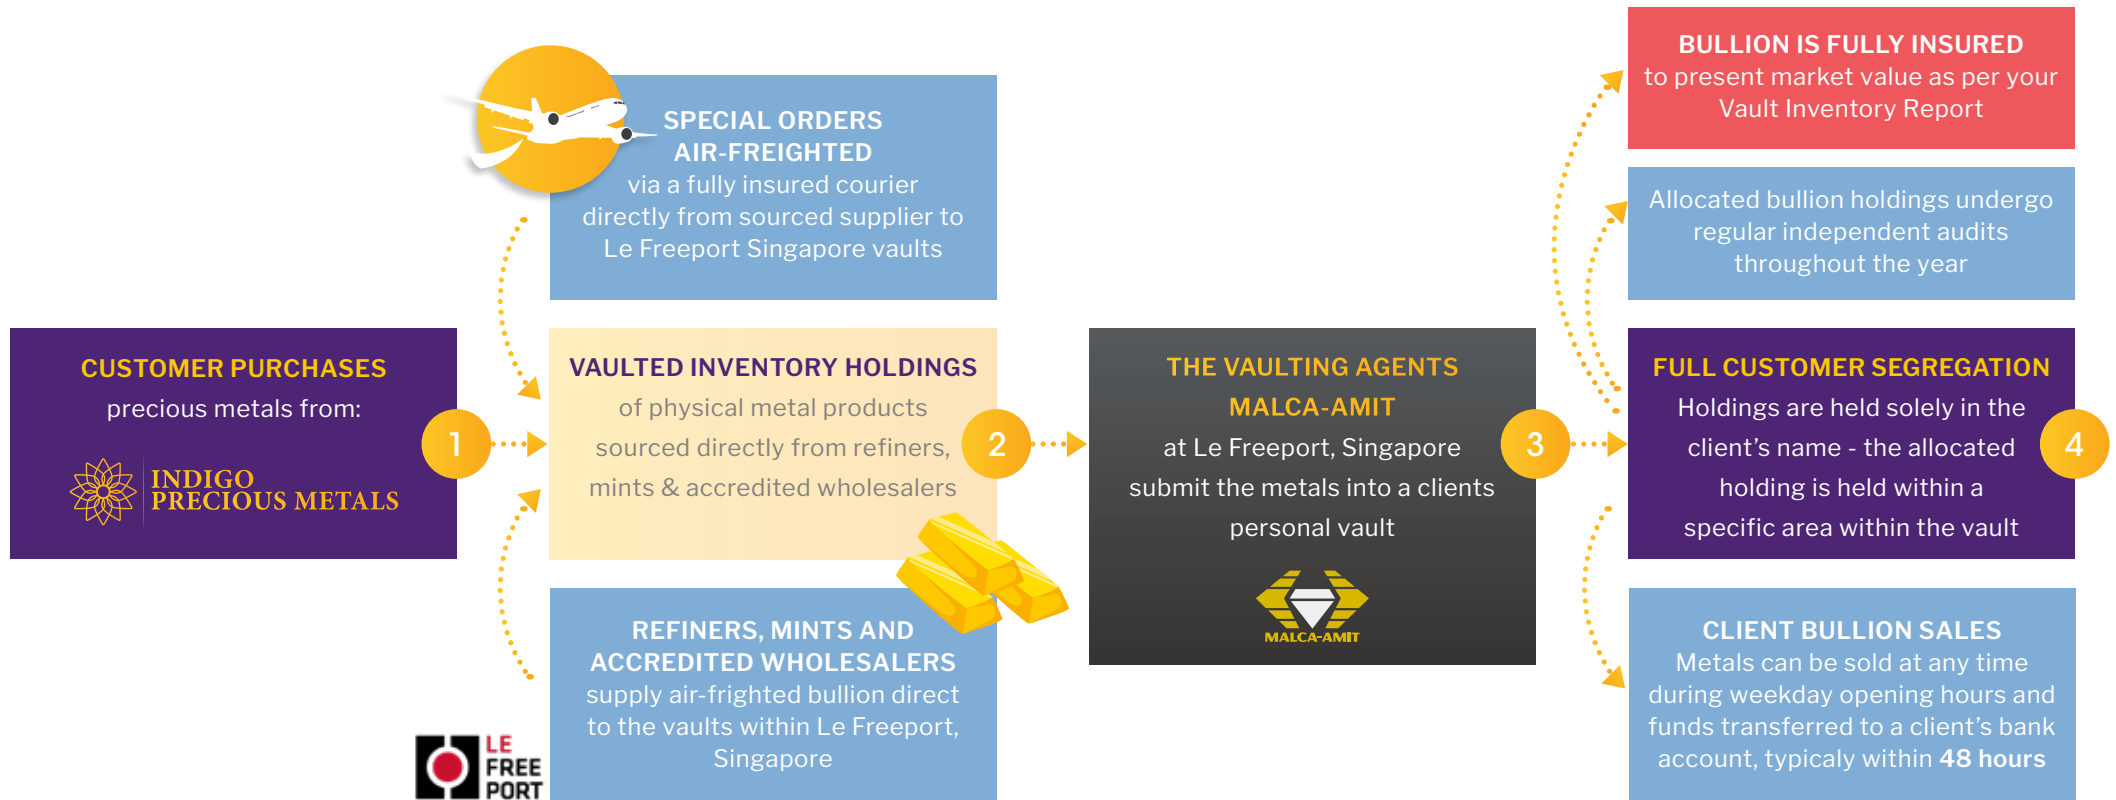 CUSTOMER PURCHASES
precious metals from:
INDIGO
PRECIOUS METALS
1
SPECIAL ORDERS
AIR-FREIGHTED
via a fully insured courier
directly from sourced supplier to
Le Freeport Singapore vaults
VAULTED INVENTORY HOLDINGS
of physical metal products
sourced directly from refiners,
mints & accredited wholesalers
2
REFINERS, MINTS AND
ACCREDITED WHOLESALERS
supply air-frighted bullion direct
to the vaults within Le Freeport,
Singapore
LE
FREE
PORT
THE VAULTING AGENTS
MALCA-AMIT
at Le Freeport, Singapore
submit the metals into a clients
personal vault
MALCA-AMIT
3
BULLION IS FULLY INSURED
to present market value as per your
Vault Inventory Report
Allocated bullion holdings undergo
regular independent audits
throughout the year
FULL CUSTOMER SEGREGATION
Holdings are held solely in the
client’s name - the allocated
holding is held within a
specific area within the vault
4
CLIENT BULLION SALES
Metals can be sold at any time
during weekday opening hours and
funds transferred to a client’s bank
account, typicaly within 48 hours